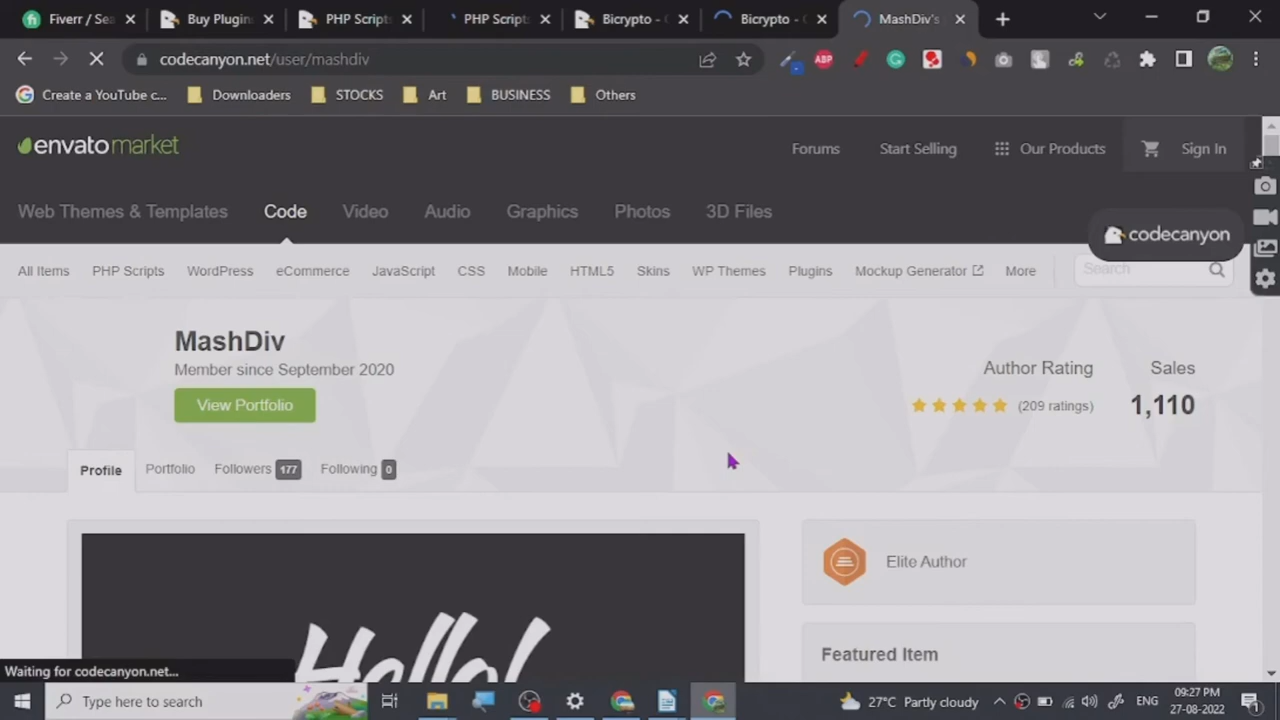 Fiverr / Sea
Buy Plugin
PHP Scripts
PHP Scripts
Bicrypto - C
Bicrypto - C
MashDiv's
codecanyon.net/user/mashdiv
ABP
Create a YouTube c...
Downloaders
STOCKS
Art
BUSINESS
Others
envatomarket
Forums
Start Selling
Our Products
Sign In
Web Themes & Templates
Code
Video
Audio
Graphics
Photos
3D Files
codecanyon
All Items
PHP Scripts
WordPress
eCommerce
JavaScript
CSS
Mobile
HTML5
Skins
WP Themes
Plugins
Mockup Generator
More
Search
MashDiv
Member since September 2020
View Portfolio
Author Rating
(209 ratings)
Sales
1,110
Profile
Portfolio
Followers 177
Following 0
Hello!
Elite Author
Featured Item
Waiting for codecanyon.net...
Type here to search
27°C Partly cloudy
ENG
09:27 PM
27-08-2022
1